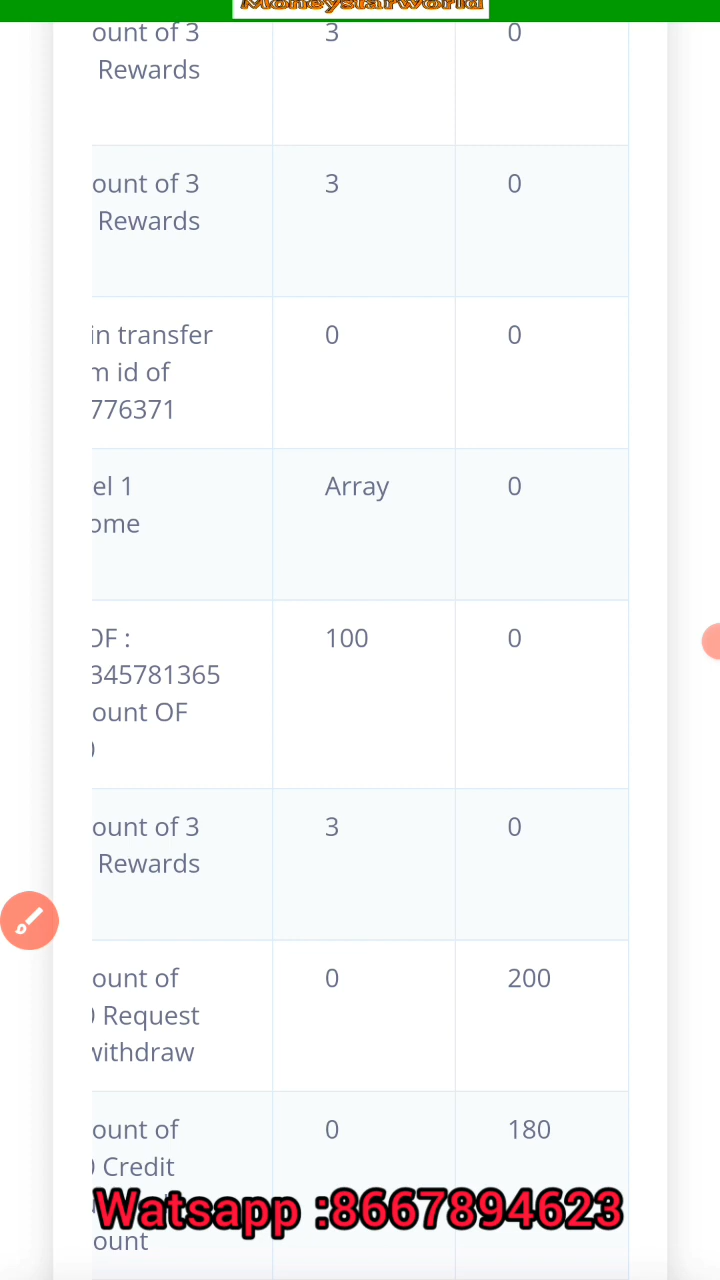 MoneystarWorld
ount of 3 3 0
Rewards
ount of 3 3 0
Rewards
in transfer 0 0
m id of
776371
el 1 Array 0
ome
OF : 100 0
345781365
ount OF
ount of 3 3 0
Rewards
ount of 0 200
Request
withdraw
ount of 0 180
Credit
ount
Watsapp :8667894623